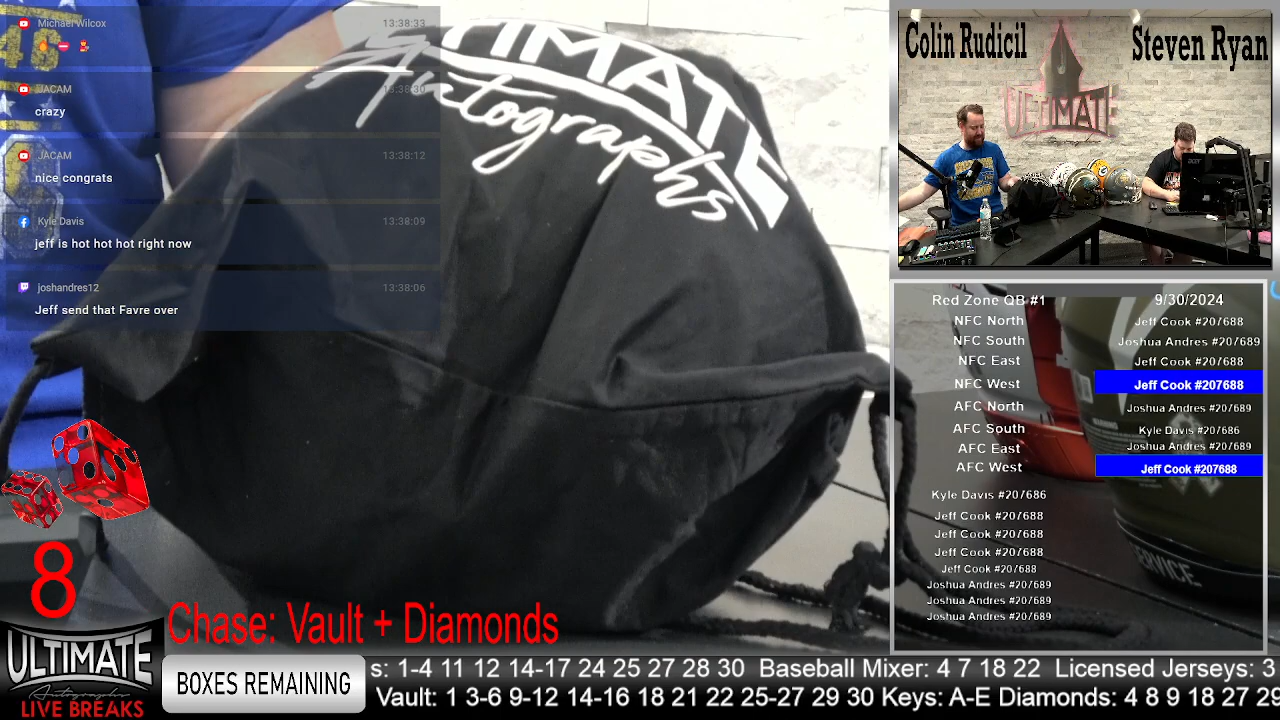 Michael Wilcox 13:38:33
JACAM 13:38:30
crazy
JACAM 13:38:12
nice congrats
Kyle Davis 13:38:09
jeff is hot hot hot right now
joshandres12 13:38:06
Jeff send that Favre over
ULTIMATE
Autographs
Colin Rudicil
Steven Ryan
ULTIMATE
Red Zone QB #1 9/30/2024
NFC North Jeff Cook #207688
NFC South Joshua Andres #207689
NFC East Jeff Cook #207688
NFC West Jeff Cook #207688
AFC North Joshua Andres #207689
AFC South Kyle Davis #207686
AFC East Joshua Andres #207689
AFC West Jeff Cook #207688
Kyle Davis #207686
Jeff Cook #207688
Jeff Cook #207688
Jeff Cook #207688
Jeff Cook #207688
Joshua Andres #207689
Joshua Andres #207689
Joshua Andres #207689
SERVICE
8
Chase: Vault + Diamonds
ULTIMATE
Autographs
LIVE BREAKS
BOXES REMAINING
s: 1-4 11 12 14-17 24 25 27 28 30 Baseball Mixer: 4 7 18 22 Licensed Jerseys: 3
Vault: 1 3-6 9-12 14-16 18 21 22 25-27 29 30 Keys: A-E Diamonds: 4 8 9 18 27 29